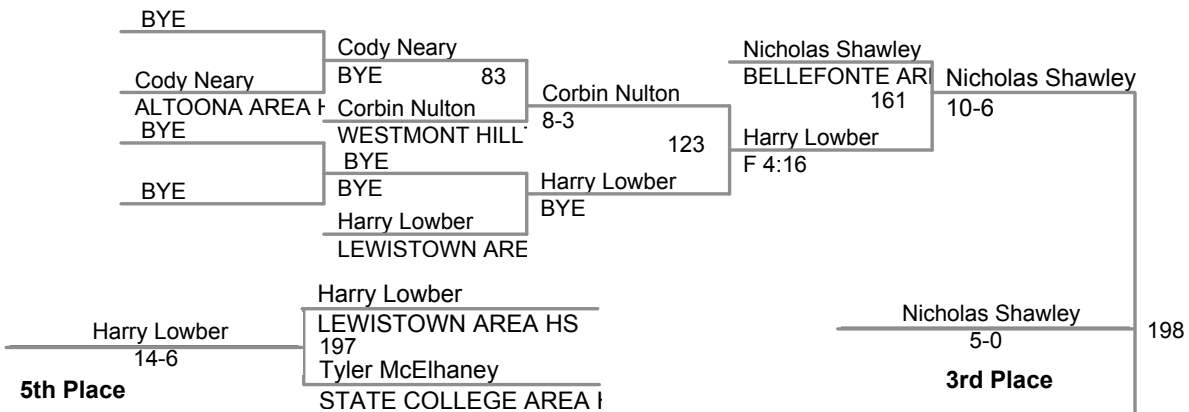 BYE
Cody Neary
ALTOONA AREA H
BYE
BYE
Cody Neary
BYE
83
Corbin Nulton
WESTMONT HILLT
BYE
BYE
Harry Lowber
LEWISTOWN ARE
Corbin Nulton
8-3
123
Harry Lowber
BYE
Nicholas Shawley
BELLEFONTE ARE
161
Harry Lowber
F 4:16
Nicholas Shawley
10-6
Harry Lowber
14-6
5th Place
Harry Lowber
LEWISTOWN AREA HS
197
Tyler McElhaney
STATE COLLEGE AREA H
Nicholas Shawley
5-0
3rd Place
198